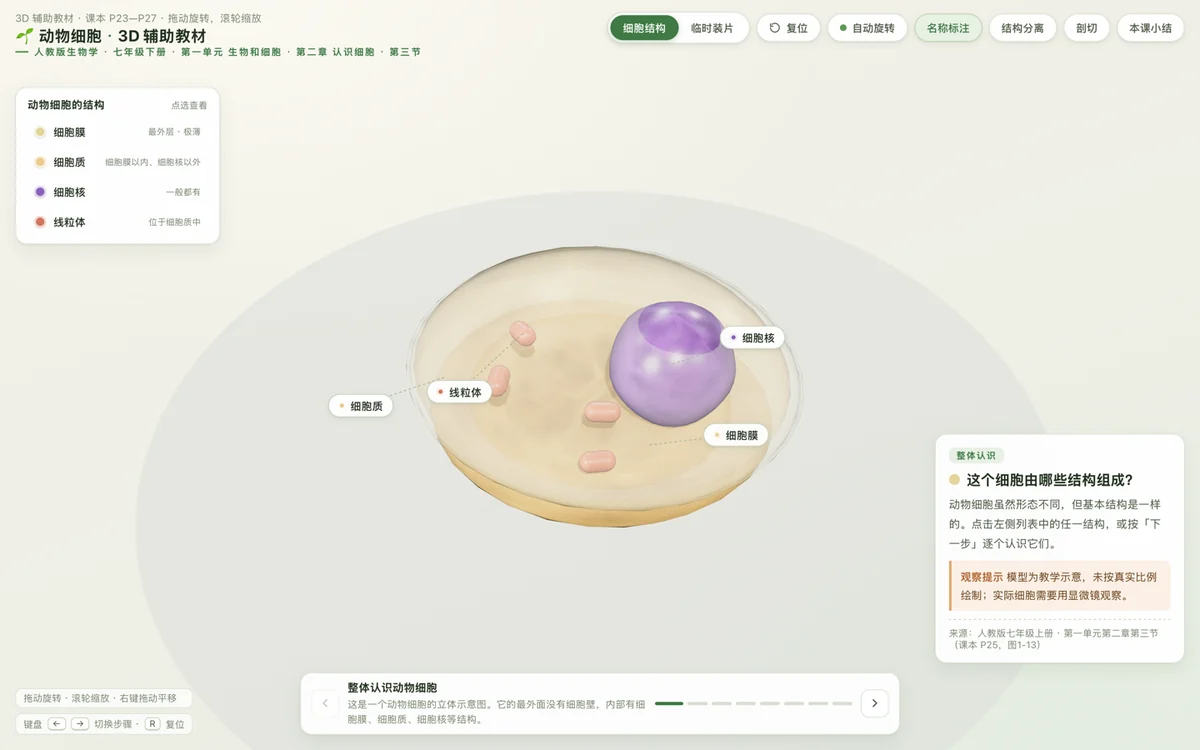 3D 辅助教材 · 课本 P23—P27 · 拖动旋转，滚轮缩放
动物细胞 · 3D 辅助教材
人教版生物学 · 七年级下册 · 第一单元 生物和细胞 · 第二章 认识细胞 · 第三节
细胞结构
临时装片
复位
自动旋转
名称标注
结构分离
剖切
本课小结
动物细胞的结构
点选查看
细胞膜
最外层 · 极薄
细胞质
细胞膜以内、细胞核以外
细胞核
一般都有
线粒体
位于细胞质中
细胞核
线粒体
细胞质
细胞膜
整体认识
这个细胞由哪些结构组成？
动物细胞虽然形态不同，但基本结构是一样
的。点击左侧列表中的任一结构，或按「下
一步」逐个认识它们。
观察提示 模型为教学示意，未按真实比例
绘制；实际细胞需要用显微镜观察。
来源：人教版七年级上册 · 第一单元第二章第三节
（课本 P25，图1-13）
整体认识动物细胞
这是一个动物细胞的立体示意图。它的最外面没有细胞壁，内部有细
胞膜、细胞质、细胞核等结构。
拖动旋转 · 滚轮缩放 · 右键拖动平移
键盘 ← → 切换步骤 · R 复位